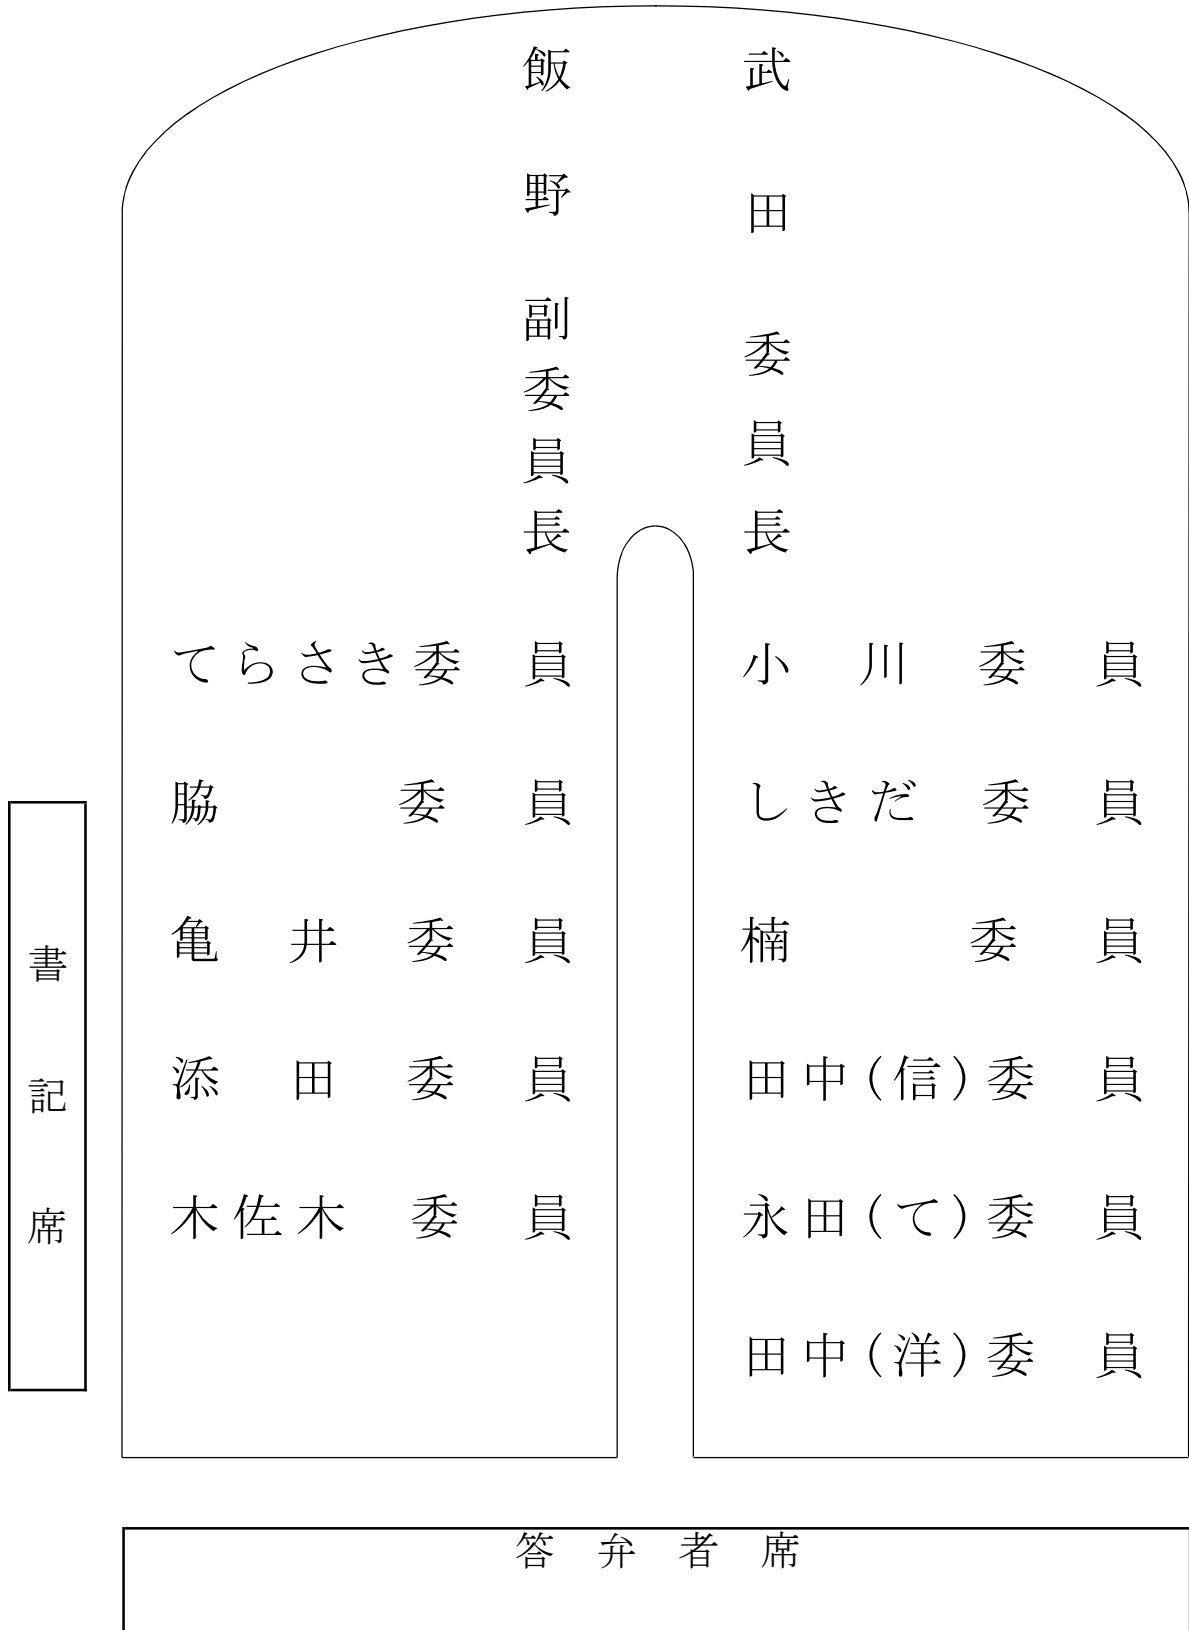 武田委員長
飯野副委員長
てらさき委員
小川委員
脇委員
しきだ委員
亀井委員
楠委員
添田委員
田中(信)委員
木佐木委員
永田(て)委員
田中(洋)委員
書記席
答弁者席